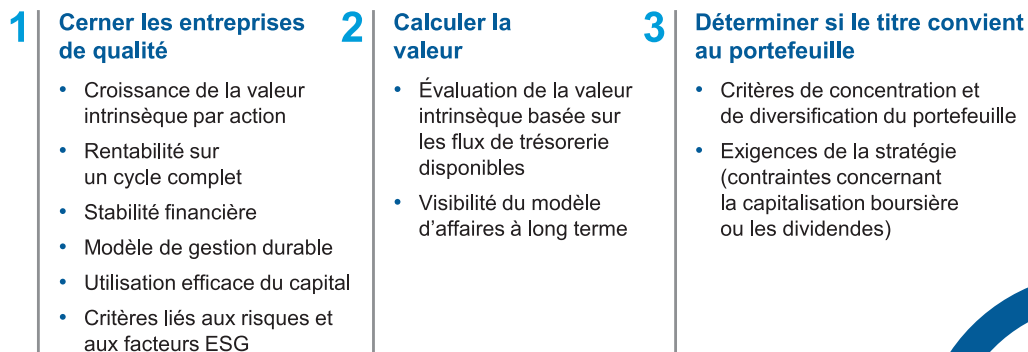 1
Cerner les entreprises
de qualité
• Croissance de la valeur
intrinsèque par action
• Rentabilité sur
un cycle complet
• Stabilité financière
• Modèle de gestion durable
• Utilisation efficace du capital
• Critères liés aux risques et
aux facteurs ESG
2
Calculer la
valeur
• Évaluation de la valeur
intrinsèque basée sur
les flux de trésorerie
disponibles
• Visibilité du modèle
d’affaires à long terme
3
Déterminer si le titre convient
au portefeuille
• Critères de concentration et
de diversification du portefeuille
• Exigences de la stratégie
(contraintes concernant
la capitalisation boursière
ou les dividendes)